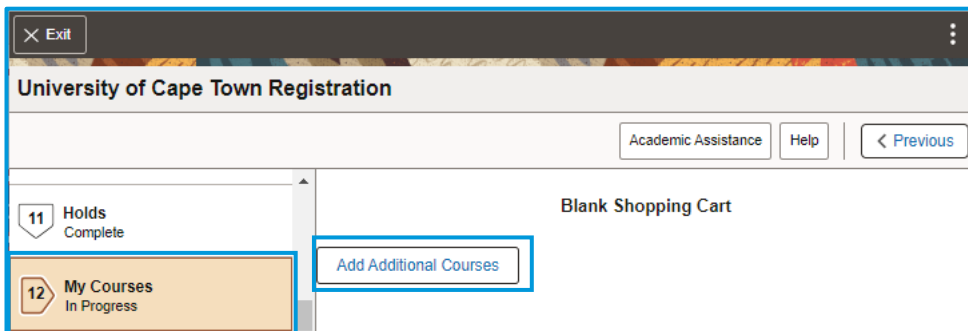 Exit
University of Cape Town Registration
Academic Assistance Help Previous
11 Holds
Complete
Blank Shopping Cart
Add Additional Courses
12 My Courses
In Progress